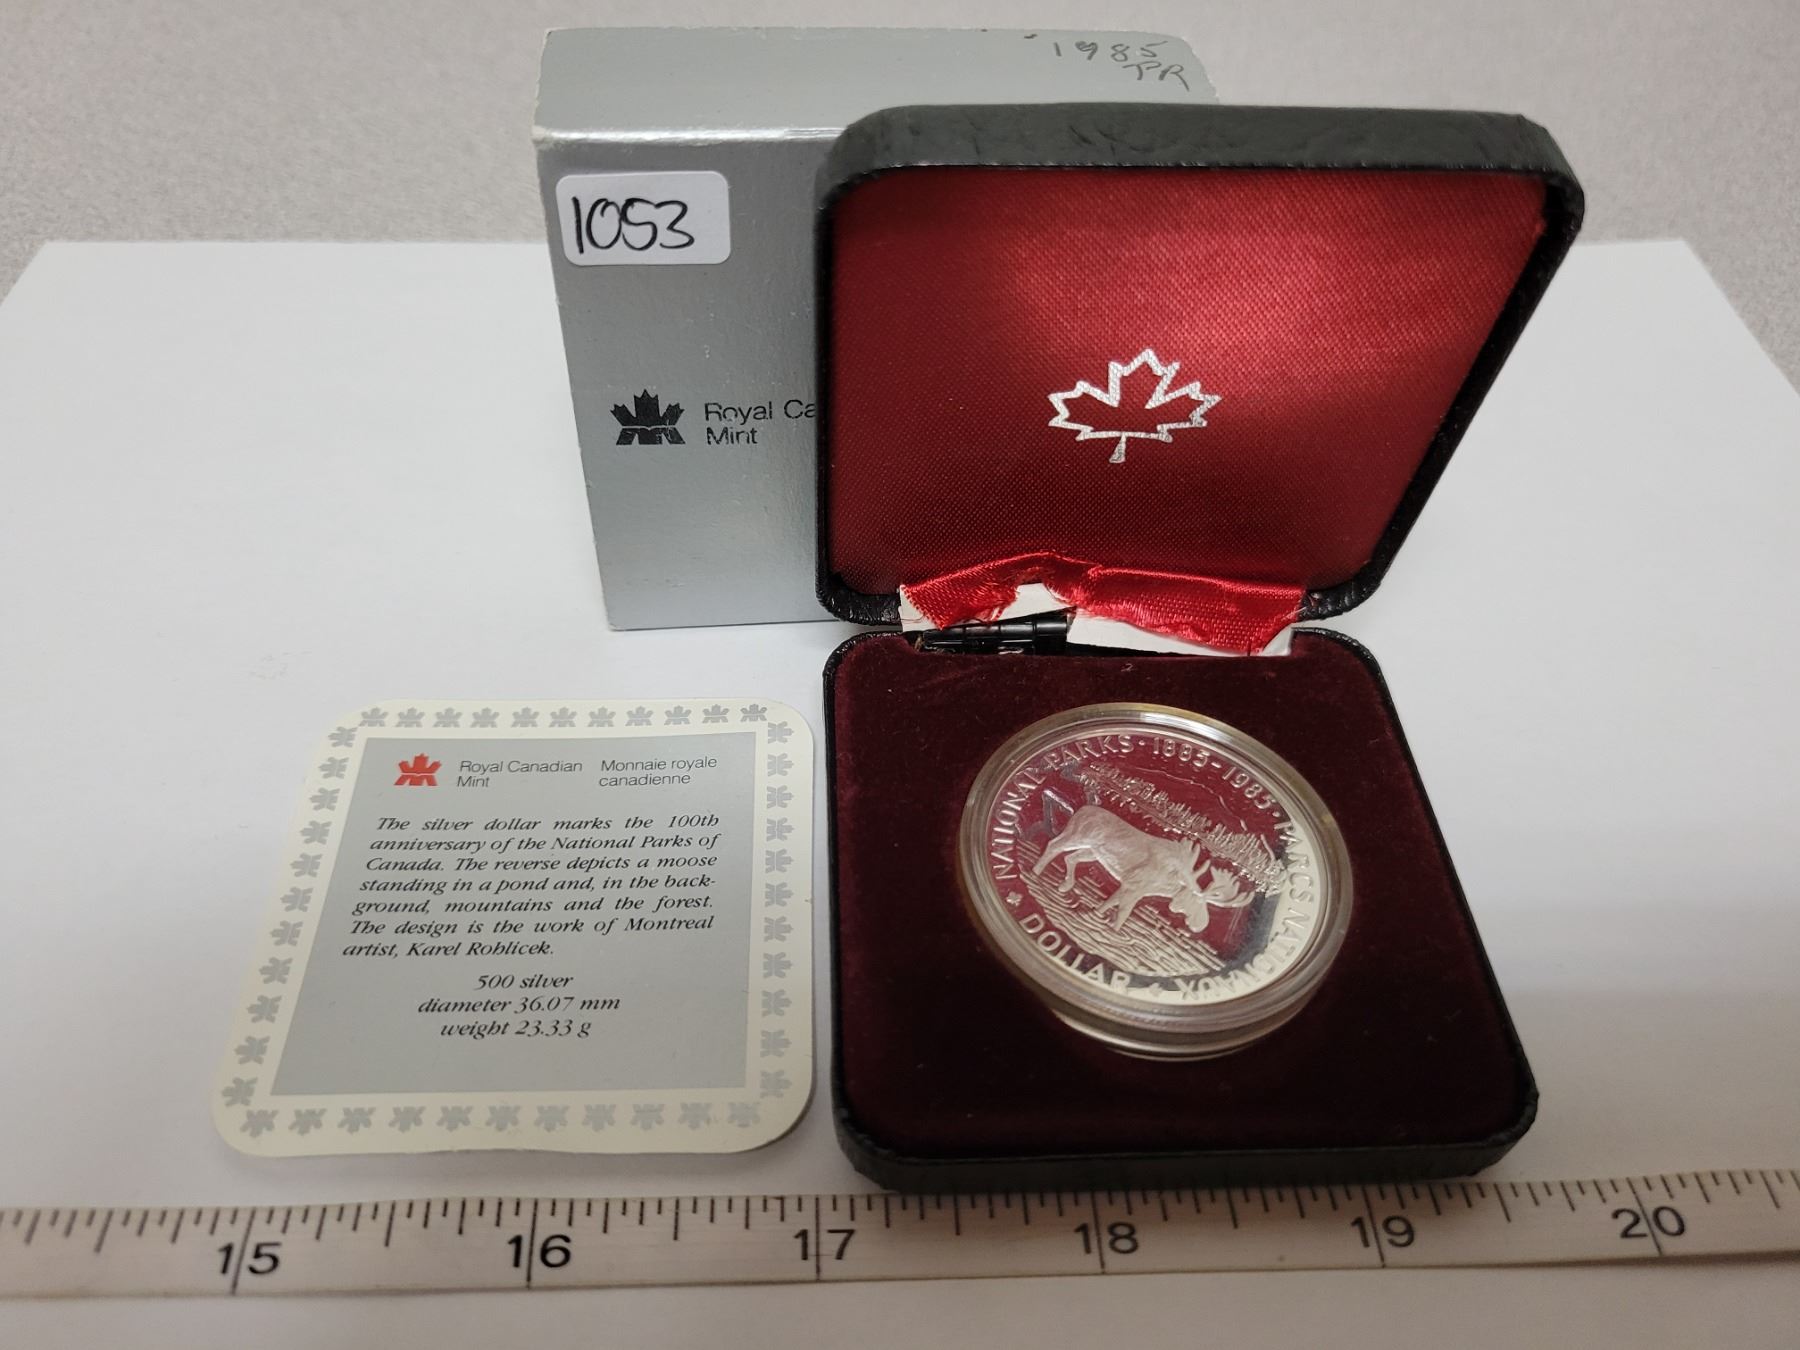 1985
PR
1053
Royal Ca
Mint
Royal Canadian Mint
Monnaie royale canadienne
The silver dollar marks the 100th
anniversary of the National Parks of
Canada. The reverse depicts a moose
standing in a pond and, in the back-
ground, mountains and the forest.
The design is the work of Montreal
artist, Karel Rohlicek.
500 silver
diameter 36.07 mm
weight 23.33 g
NATIONAL PARKS · 1885-1985 · PARCS NATIONAUX
DOLLAR
15 16 17 18 19 20